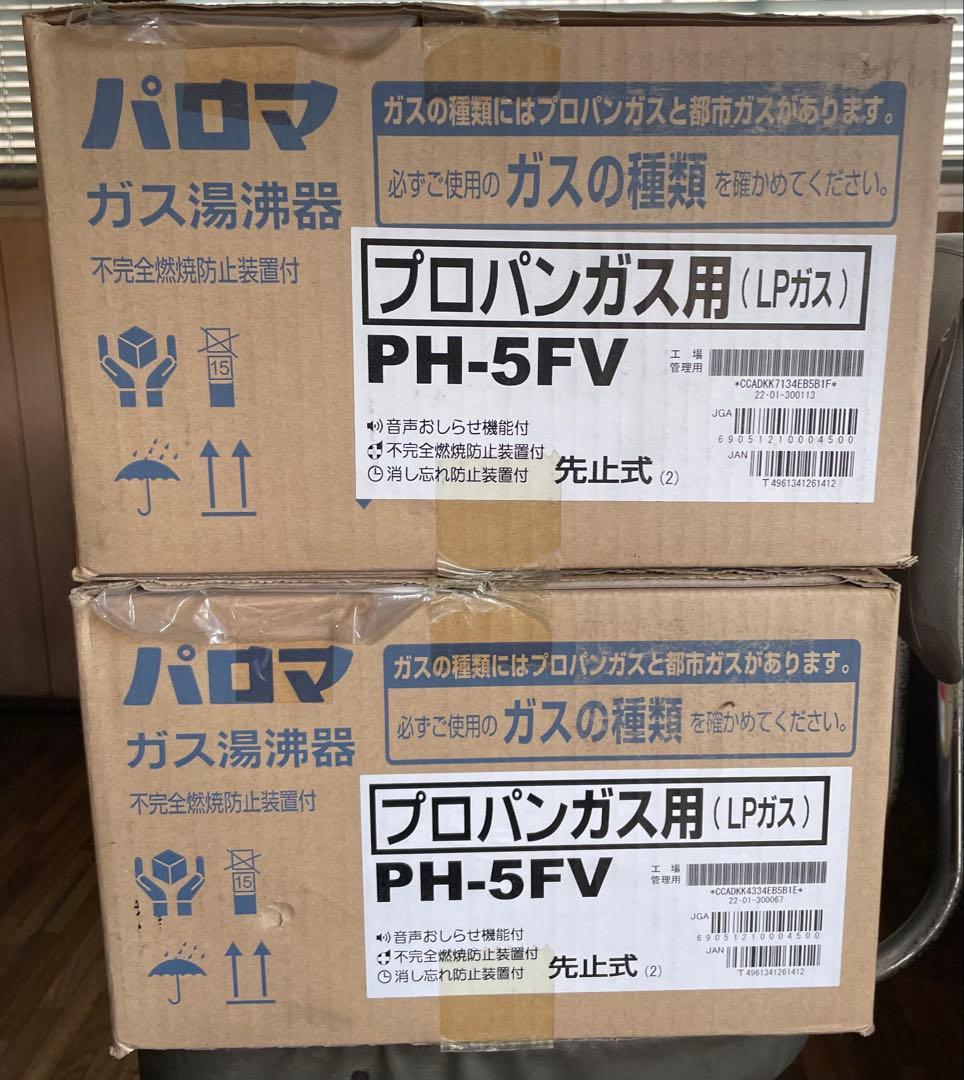 パロマ
ガス湯沸器
不完全燃焼防止装置付
15
ガスの種類にはプロパンガスと都市ガスがあります。
必ずご使用のガスの種類を確かめてください。
プロパンガス用(LPガス)
PH-5FV
工場
管理用
*CCADKK7134EB5B1F*
22-01-300113
JGA
69051210004500
JAN
T 4961341261412
音声おしらせ機能付
不完全燃焼防止装置付
消し忘れ防止装置付
先止式(2)
パロマ
ガス湯沸器
不完全燃焼防止装置付
15
ガスの種類にはプロパンガスと都市ガスがあります。
必ずご使用のガスの種類を確かめてください。
プロパンガス用(LPガス)
PH-5FV
工場
管理用
*CCADKK4334EB5B1E*
22-01-300067
JGA
69051210004500
JAN
T 4961341261412
音声おしらせ機能付
不完全燃焼防止装置付
消し忘れ防止装置付
先止式(2)